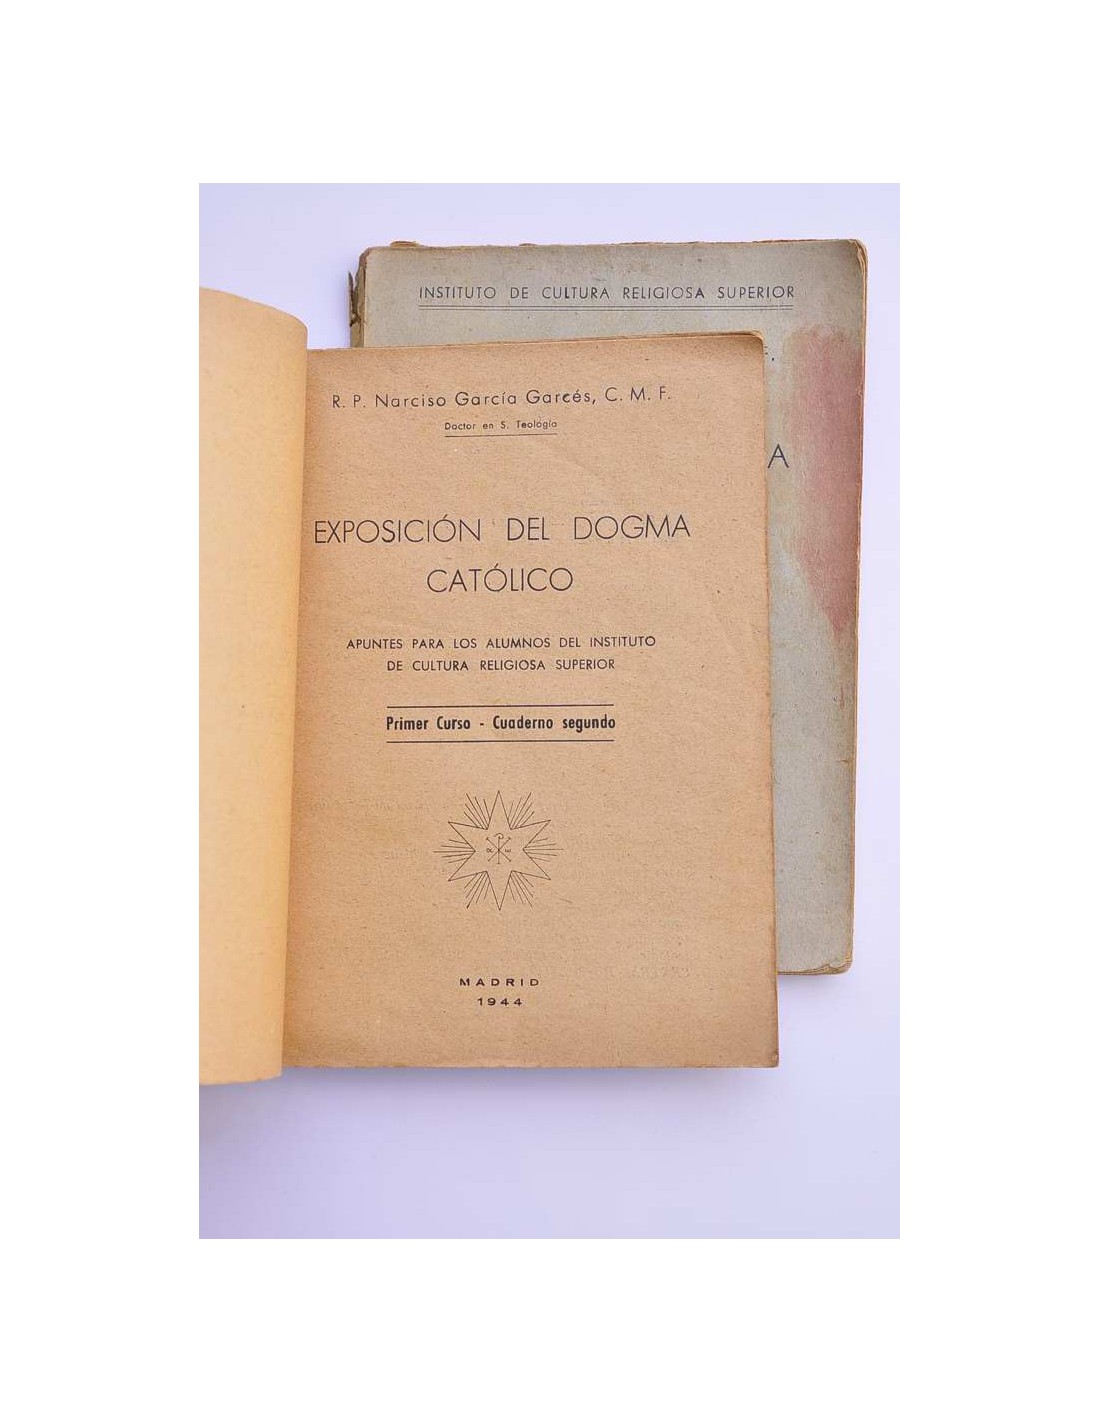 INSTITUTO DE CULTURA RELIGIOSA SUPERIOR
A
R. P. Narciso García Garcés, C. M. F.
Doctor en S. Teología
EXPOSICIÓN DEL DOGMA
CATÓLICO
APUNTES PARA LOS ALUMNOS DEL INSTITUTO
DE CULTURA RELIGIOSA SUPERIOR
Primer Curso - Cuaderno segundo
MADRID
1944